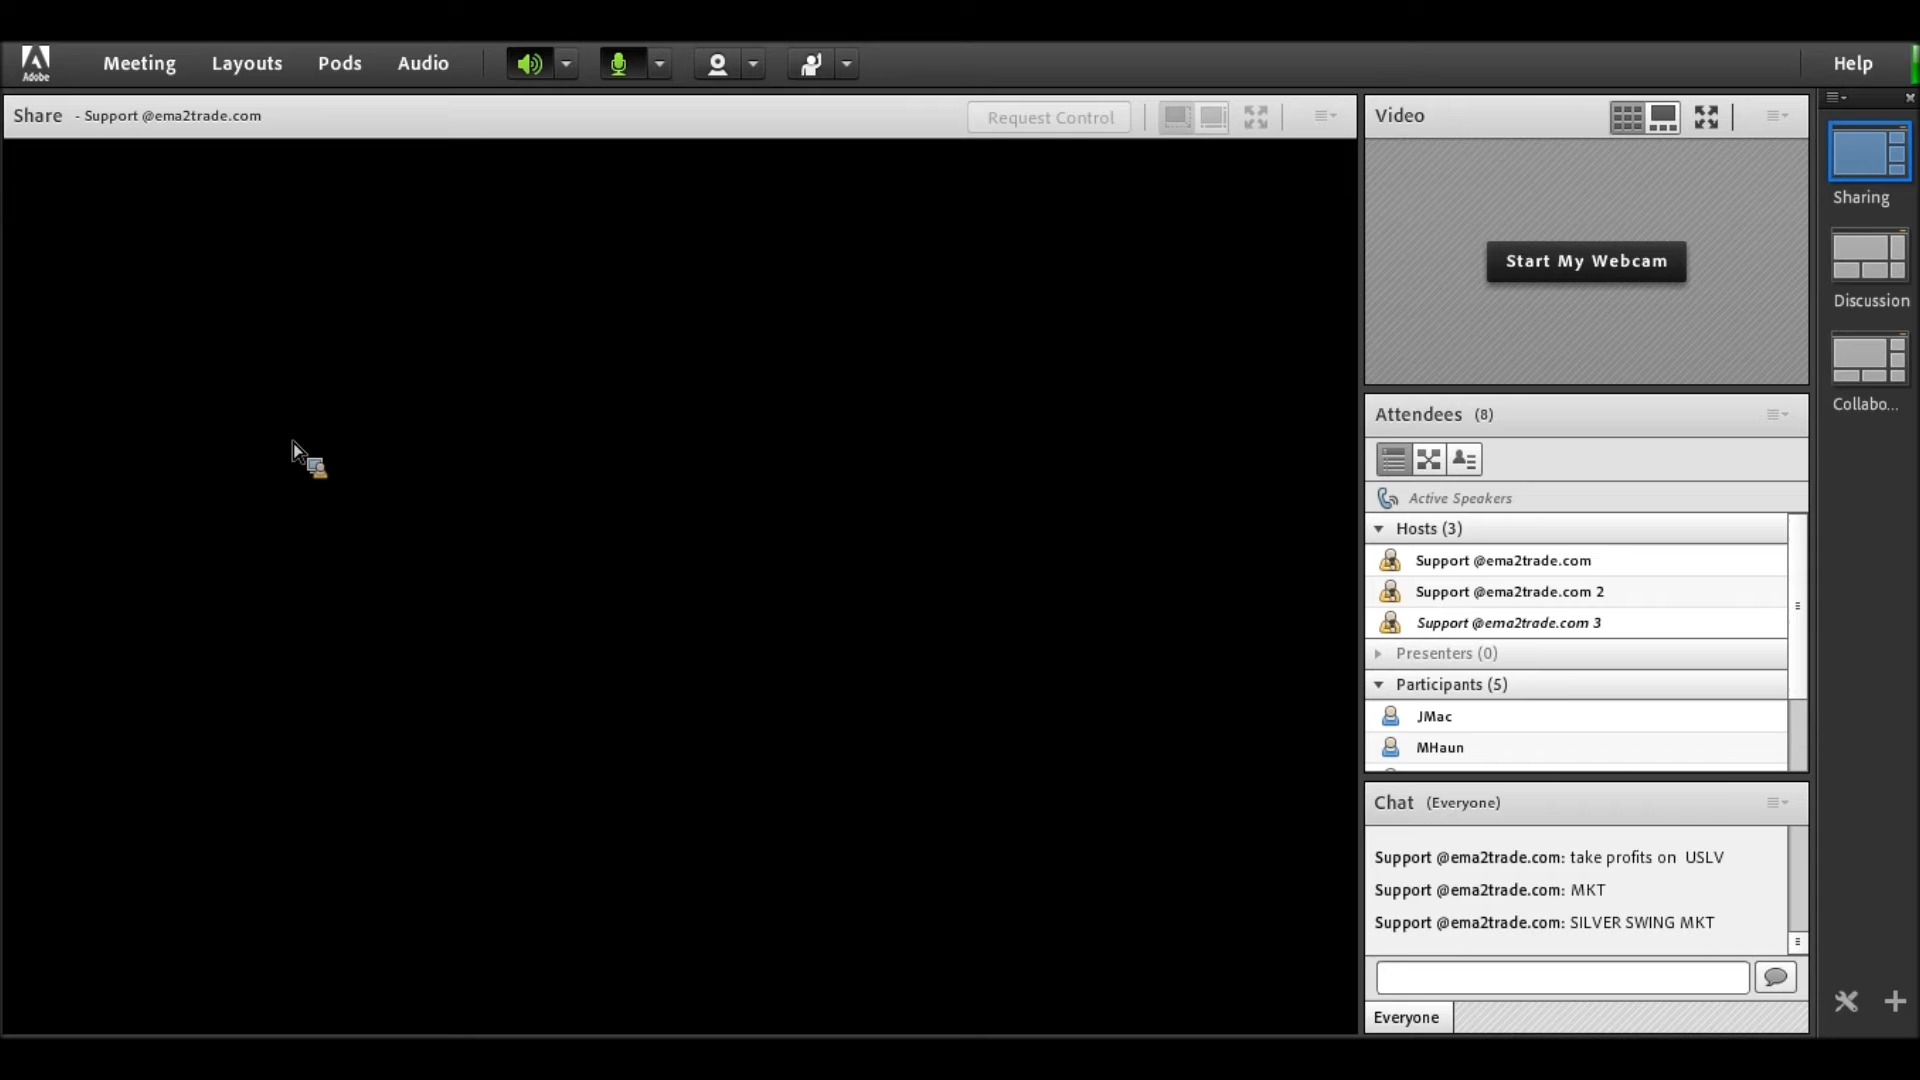 Adobe
Meeting
Layouts
Pods
Audio
Help
Share - Support @ema2trade.com
Request Control
Video
Start My Webcam
Sharing
Discussion
Collabo...
Attendees (8)
Active Speakers
Hosts (3)
Support @ema2trade.com
Support @ema2trade.com 2
Support @ema2trade.com 3
Presenters (0)
Participants (5)
JMac
MHaun
Chat (Everyone)
Support @ema2trade.com: take profits on USLV
Support @ema2trade.com: MKT
Support @ema2trade.com: SILVER SWING MKT
Everyone